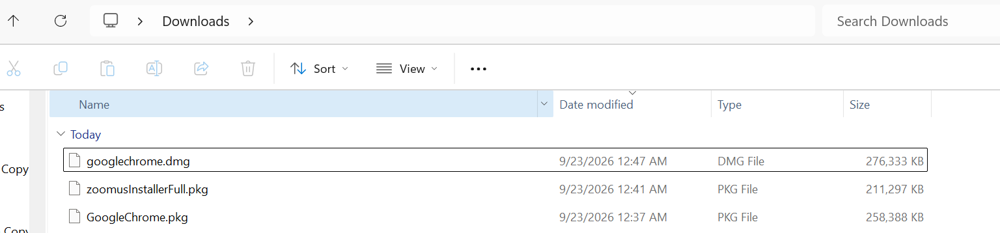 Downloads Search Downloads
Sort View
Name Date modified Type Size
s
Today
googlechrome.dmg 9/23/2026 12:47 AM DMG File 276,333 KB
Copy
zoomusInstallerFull.pkg 9/23/2026 12:41 AM PKG File 211,297 KB
GoogleChrome.pkg 9/23/2026 12:37 AM PKG File 258,388 KB
Copy